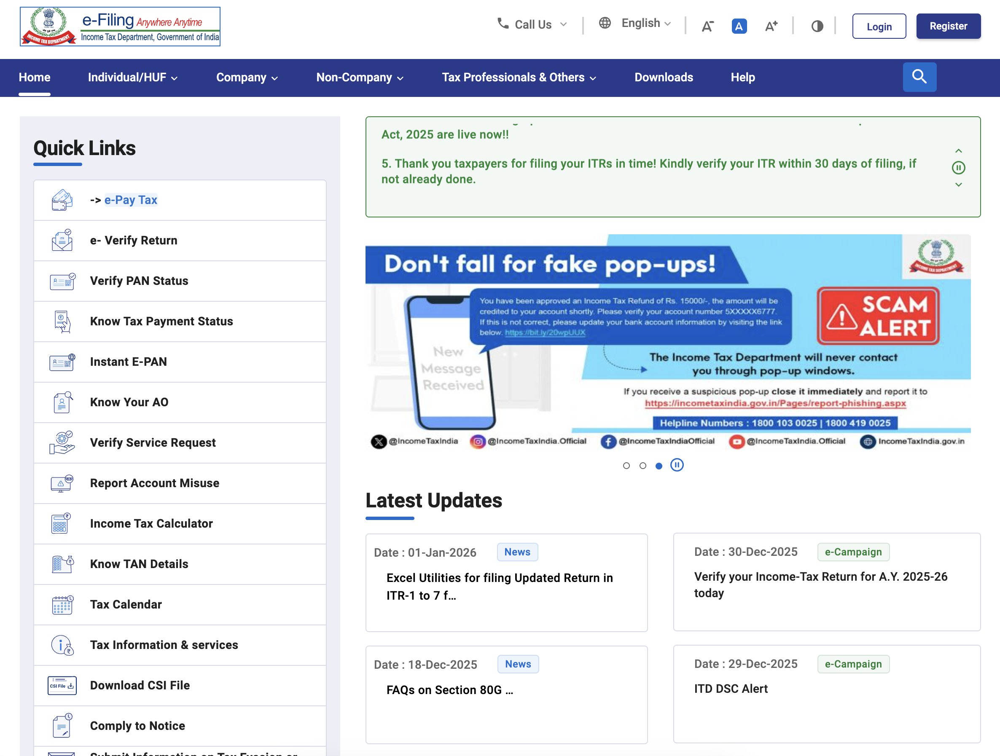 INCOME TAX DEPARTMENT
e-Filing Anywhere Anytime
Income Tax Department, Government of India
Call Us
English
A-
A
A+
Login
Register
Home
Individual/HUF
Company
Non-Company
Tax Professionals & Others
Downloads
Help
Quick Links
-> e-Pay Tax
e- Verify Return
Verify PAN Status
Know Tax Payment Status
Instant E-PAN
Know Your AO
Verify Service Request
Report Account Misuse
Income Tax Calculator
Know TAN Details
Tax Calendar
Tax Information & services
CSI File
Download CSI File
Comply to Notice
Submit Information on Tax Evasion or
Act, 2025 are live now!!
5. Thank you taxpayers for filing your ITRs in time! Kindly verify your ITR within 30 days of filing, if
not already done.
Don't fall for fake pop-ups!
INCOME TAX DEPARTMENT
You have been approved an Income Tax Refund of Rs. 15000/-, the amount will be
credited to your account shortly. Please verify your account number 5XXXXX6777.
If this is not correct, please update your bank account information by visiting the link
below. https://bit.ly/20wpUUX
SCAM
ALERT
New
Message
Received
The Income Tax Department will never contact
you through pop-up windows.
If you receive a suspicious pop-up close it immediately and report it to
https://incometaxindia.gov.in/Pages/report-phishing.aspx
Helpline Numbers : 1800 103 0025 | 1800 419 0025
@IncomeTaxIndia
@IncomeTaxIndia.Official
@IncomeTaxIndiaOfficial
@IncomeTaxIndia.Official
IncomeTaxIndia.gov.in
Latest Updates
Date : 01-Jan-2026 News
Excel Utilities for filing Updated Return in
ITR-1 to 7 f...
Date : 30-Dec-2025 e-Campaign
Verify your Income-Tax Return for A.Y. 2025-26
today
Date : 18-Dec-2025 News
FAQs on Section 80G ...
Date : 29-Dec-2025 e-Campaign
ITD DSC Alert